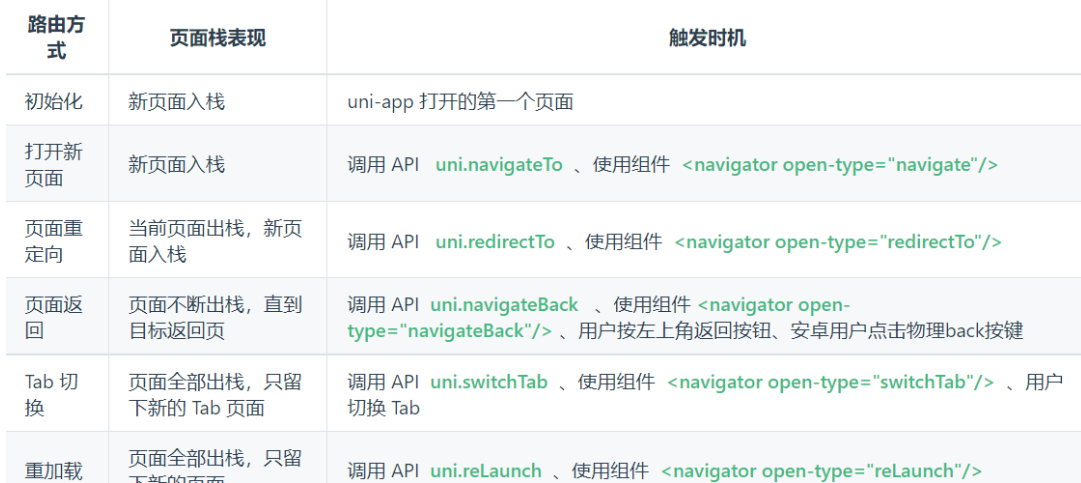 路由方 页面栈表现 触发时机
式
初始化 新页面入栈 uni-app 打开的第一个页面
打开新 新页面入栈 调用 API uni.navigateTo 、使用组件 <navigator open-type="navigate"/>
页面
页面重 当前页面出栈，新页 调用 API uni.redirectTo 、使用组件 <navigator open-type="redirectTo"/>
定向 面入栈
页面返 页面不断出栈，直到 调用 API uni.navigateBack 、使用组件 <navigator open-
回 目标返回页 type="navigateBack"/> 、用户按左上角返回按钮、安卓用户点击物理back按键
Tab 切 页面全部出栈，只留 调用 API uni.switchTab 、使用组件 <navigator open-type="switchTab"/> 、用户
换 下新的 Tab 页面 切换 Tab
重加载 页面全部出栈，只留 调用 API uni.reLaunch 、使用组件 <navigator open-type="reLaunch"/>
下新的页面